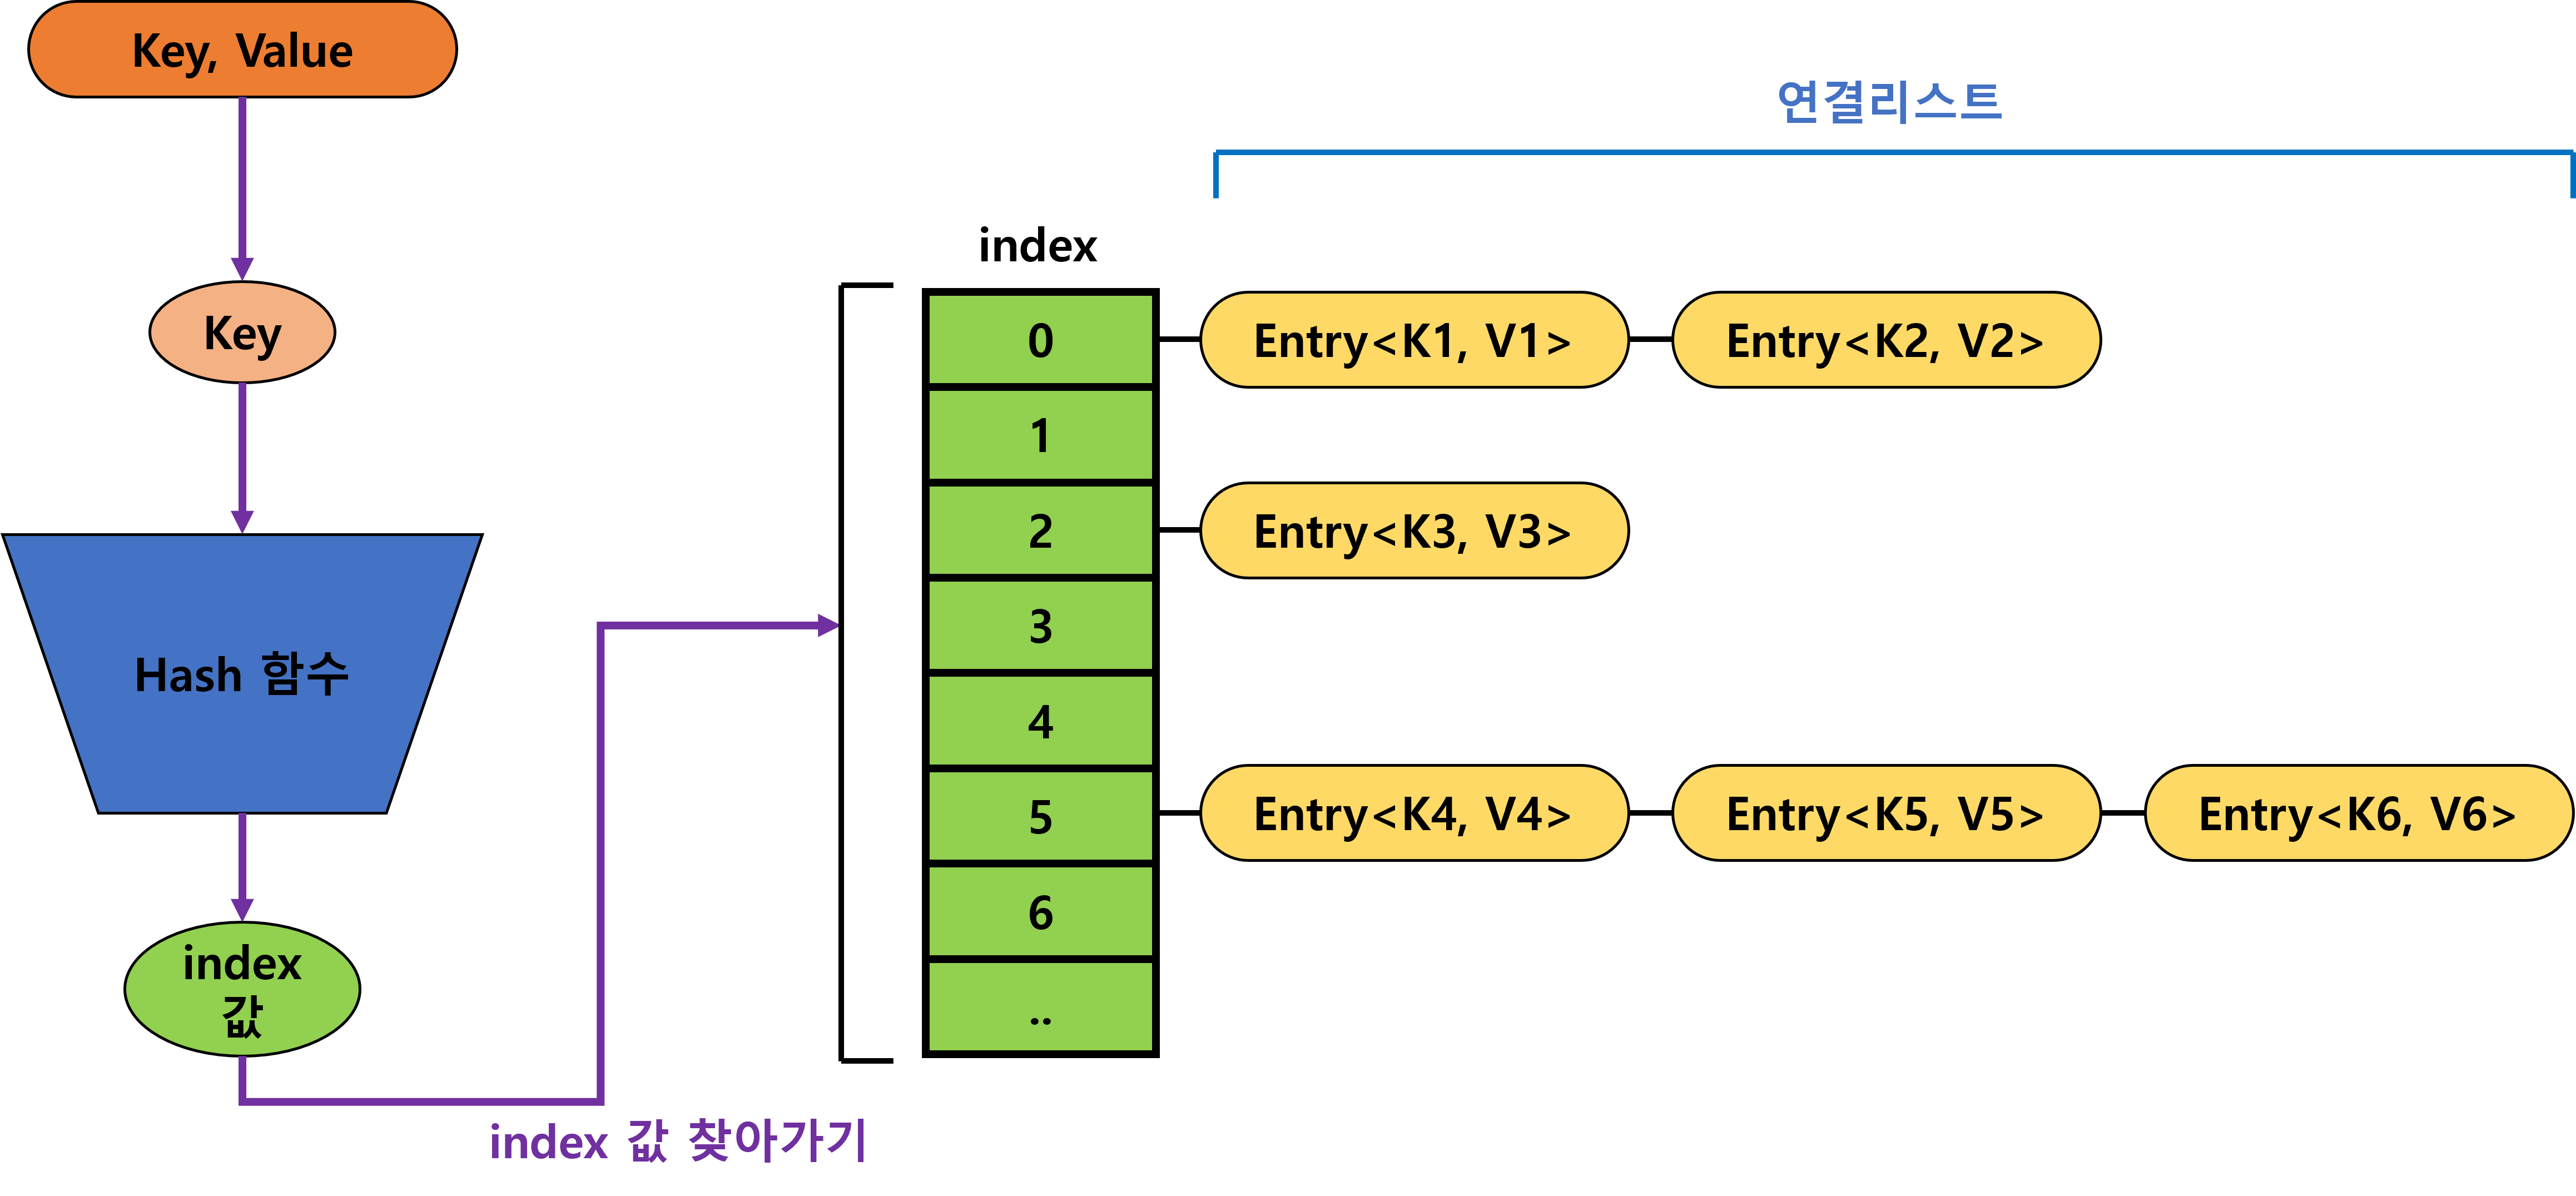 Key, Value
Key
Hash 함수
index
값
index 값 찾아가기
연결리스트
index
0
Entry<K1, V1>
Entry<K2, V2>
1
2
Entry<K3, V3>
3
4
5
Entry<K4, V4>
Entry<K5, V5>
Entry<K6, V6>
6
..